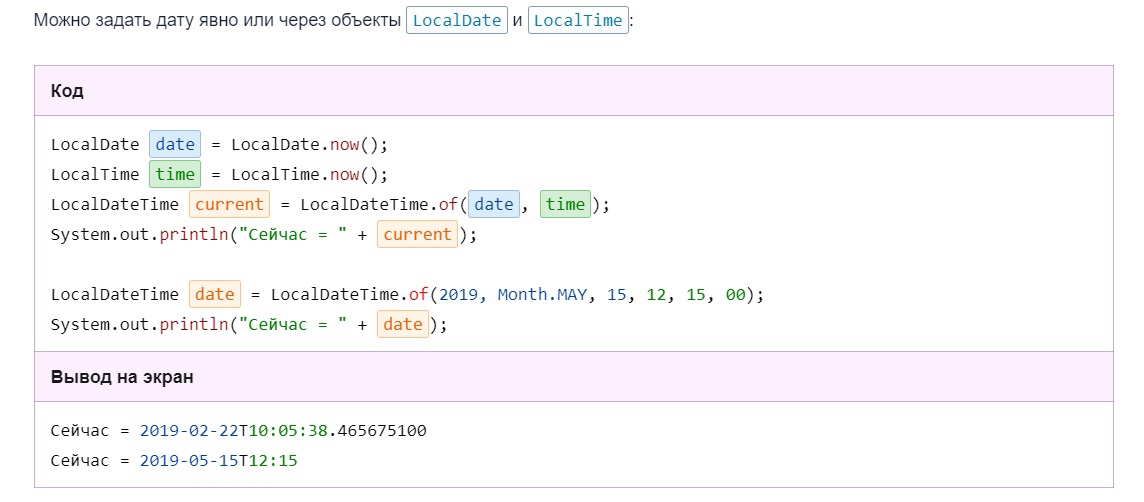 Можно задать дату явно или через объекты LocalDate и LocalTime:
Код
LocalDate date = LocalDate.now();
LocalTime time = LocalTime.now();
LocalDateTime current = LocalDateTime.of(date, time);
System.out.println("Сейчас = " + current);
LocalDateTime date = LocalDateTime.of(2019, Month.MAY, 15, 12, 15, 00);
System.out.println("Сейчас = " + date);
Вывод на экран
Сейчас = 2019-02-22T10:05:38.465675100
Сейчас = 2019-05-15T12:15